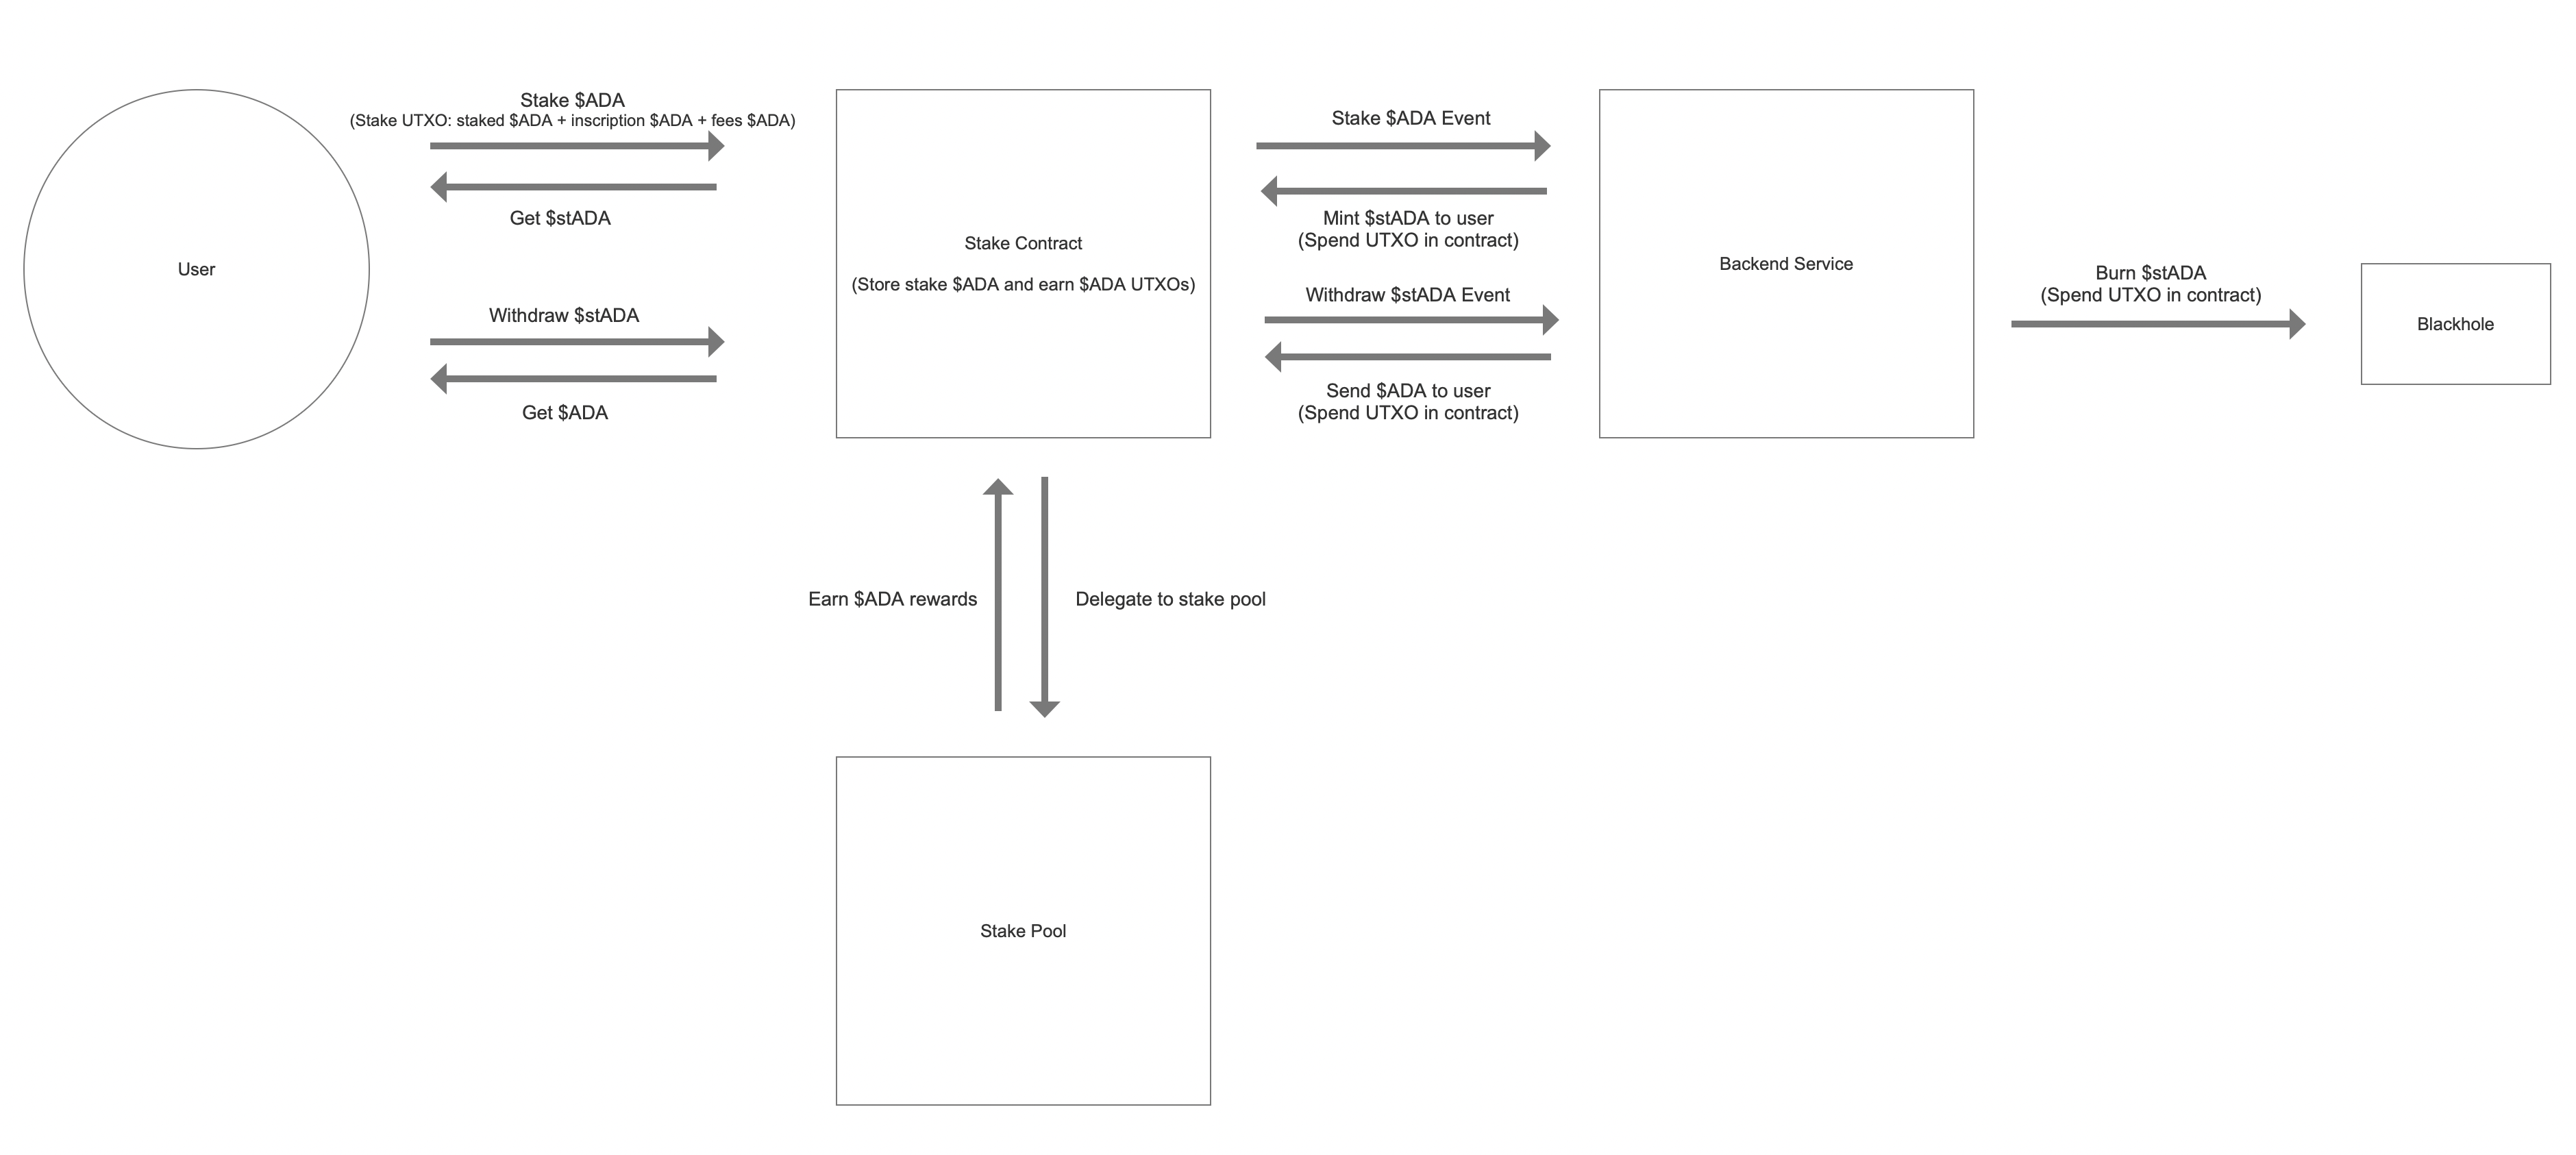 Stake $ADA
(Stake UTXO: staked $ADA + inscription $ADA + fees $ADA)
Get $stADA
User
Withdraw $stADA
Get $ADA
Stake Contract
(Store stake $ADA and earn $ADA UTXOs)
Stake $ADA Event
Mint $stADA to user
(Spend UTXO in contract)
Withdraw $stADA Event
Send $ADA to user
(Spend UTXO in contract)
Backend Service
Burn $stADA
(Spend UTXO in contract)
Blackhole
Earn $ADA rewards
Delegate to stake pool
Stake Pool